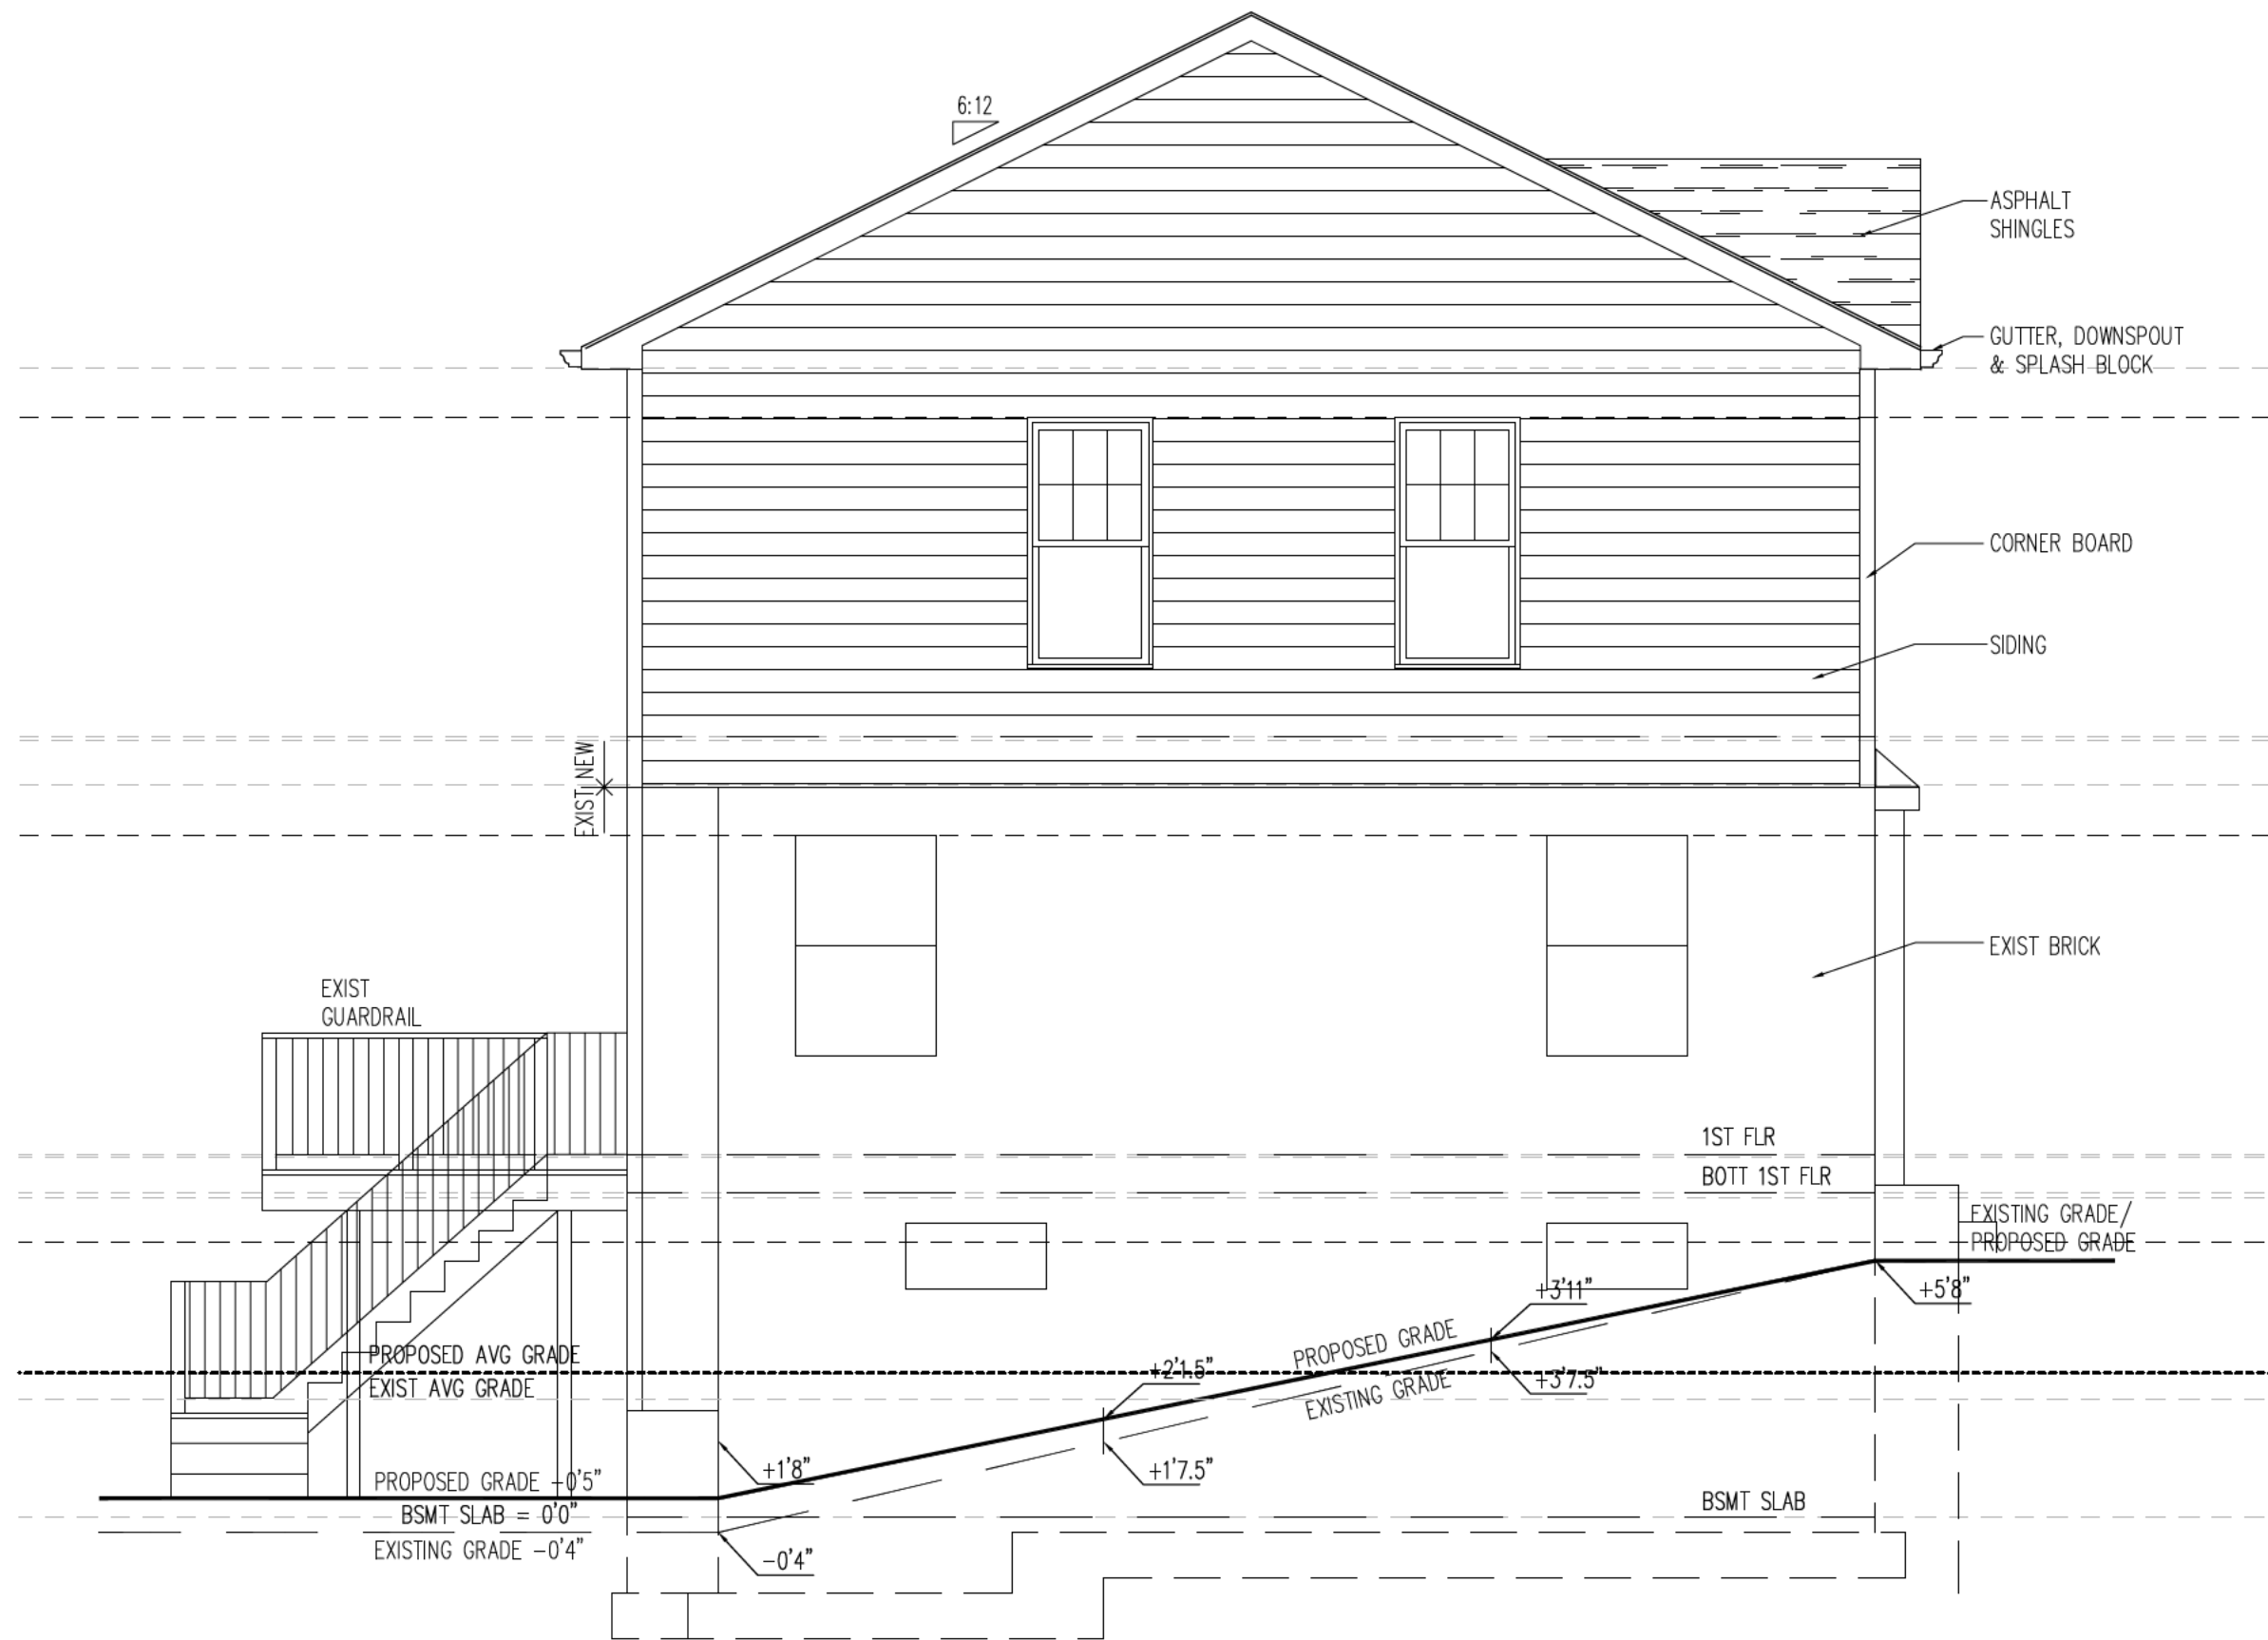 6:12
ASPHALT
SHINGLES
GUTTER, DOWNSPOUT
& SPLASH BLOCK
CORNER BOARD
SIDING
NEW
EXIST
EXIST BRICK
EXIST
GUARDRAIL
1ST FLR
BOTT 1ST FLR
EXISTING GRADE/
PROPOSED GRADE
+5'8"
+3'11"
PROPOSED GRADE
PROPOSED AVG GRADE
+2'1.5"
+3'7.5"
EXIST AVG GRADE
EXISTING GRADE
+1'8"
+1'7.5"
PROPOSED GRADE +0'5"
BSMT SLAB
BSMT SLAB = 0'0"
EXISTING GRADE -0'4"
-0'4"